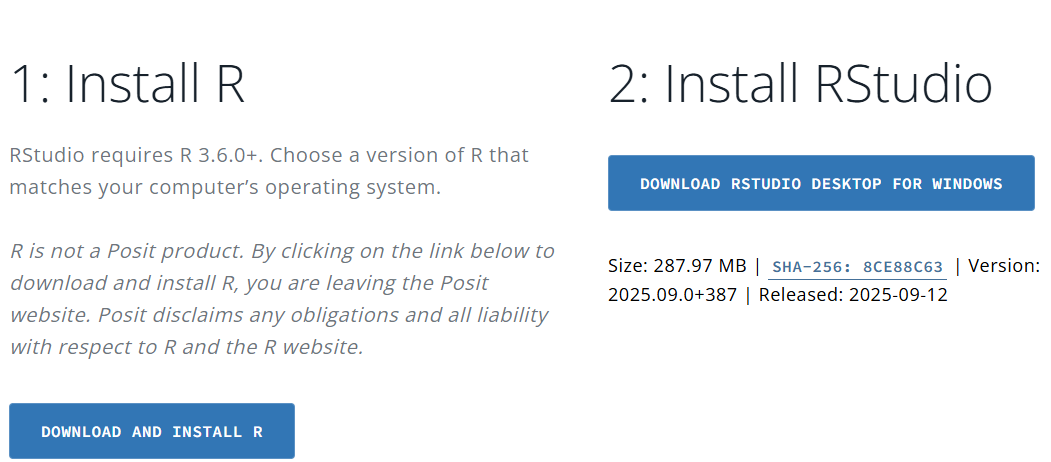 1: Install R
RStudio requires R 3.6.0+. Choose a version of R that
matches your computer’s operating system.
R is not a Posit product. By clicking on the link below to
download and install R, you are leaving the Posit
website. Posit disclaims any obligations and all liability
with respect to R and the R website.
DOWNLOAD AND INSTALL R
2: Install RStudio
DOWNLOAD RSTUDIO DESKTOP FOR WINDOWS
Size: 287.97 MB | SHA-256: 8CE88C63 | Version:
2025.09.0+387 | Released: 2025-09-12